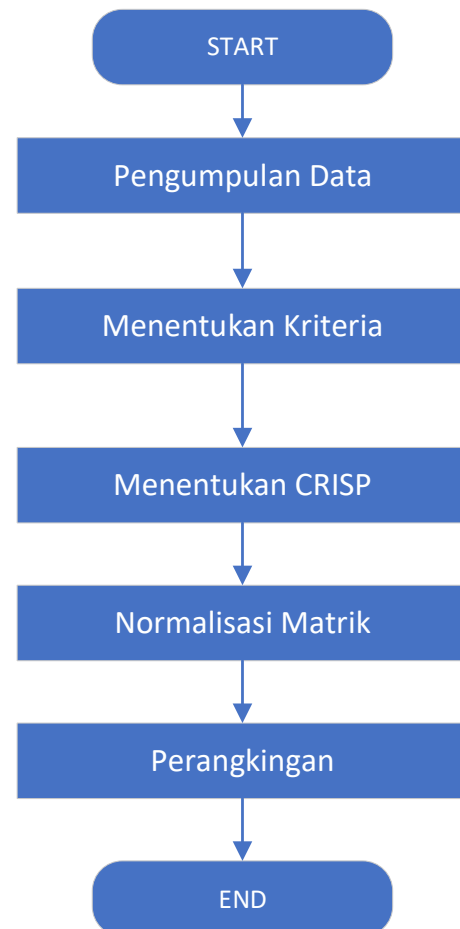 START
Pengumpulan Data
Menentukan Kriteria
Menentukan CRISP
Normalisasi Matrik
Perangkingan
END